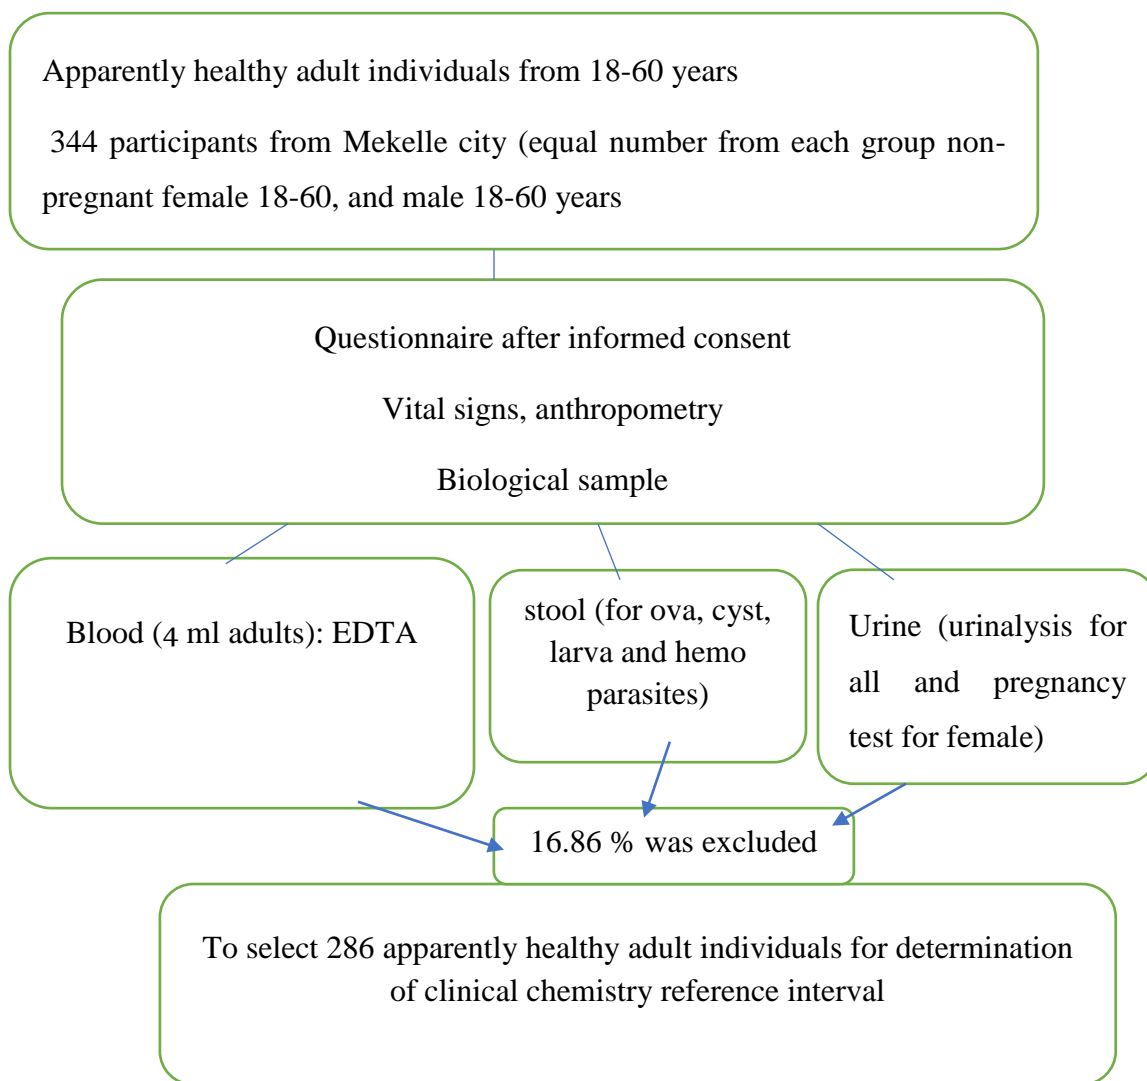 Apparently healthy adult individuals from 18-60 years
344 participants from Mekelle city (equal number from each group non-
pregnant female 18-60, and male 18-60 years
Questionnaire after informed consent
Vital signs, anthropometry
Biological sample
Blood (4 ml adults): EDTA
stool (for ova, cyst,
larva and hemo
parasites)
Urine (urinalysis for
all and pregnancy
test for female)
16.86 % was excluded
To select 286 apparently healthy adult individuals for determination
of clinical chemistry reference interval